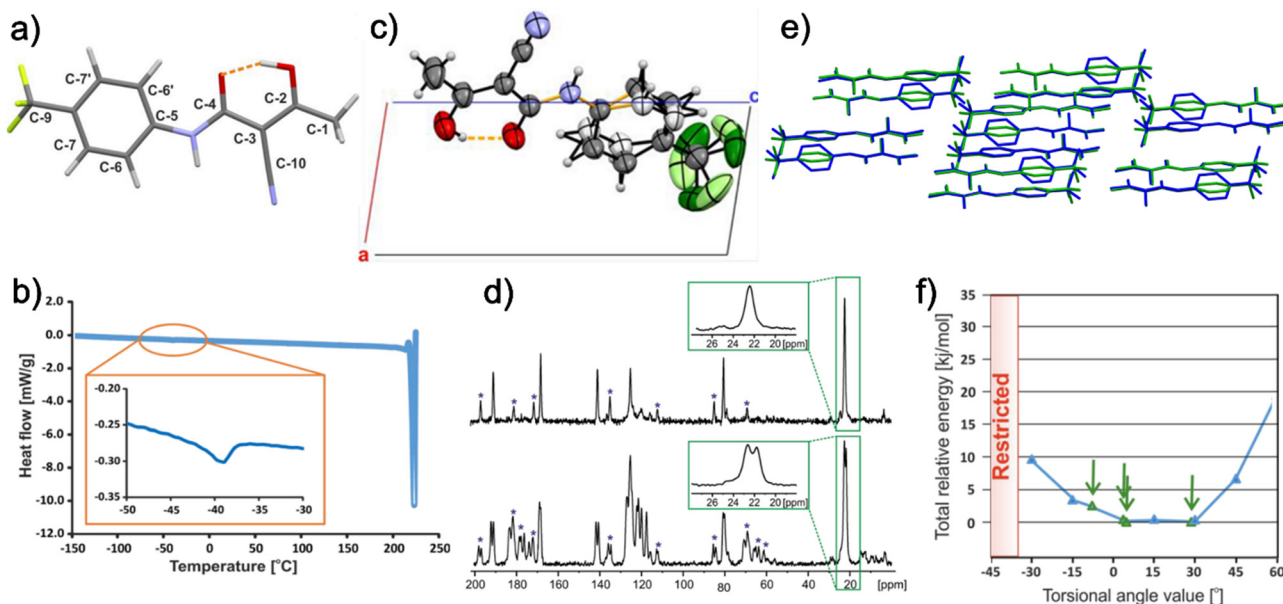 a)
C-7'
C-6'
C-9
C-7
C-6
C-5
C-4
C-2
C-3
C-1
C-10
c)
c
a
e)
b)
2.0
0.0
-2.0
-4.0
-6.0
-8.0
-10.0
-12.0
Heat flow [mW/g]
-0.20
-0.25
-0.30
-0.35
-50 -45 -40 -35 -30
-150 -100 -50 0 50 100 150 200 250
Temperature [°C]
d)
26 24 22 20 [ppm]
* * * * * * *
26 24 22 20 [ppm]
* * * * * * * * *
200 180 160 140 120 100 80 60 [ppm] 20
f)
Total relative energy [kj/mol]
35
30
25
20
15
10
5
0
Restricted
-45 -30 -15 0 15 30 45 60
Torsional angle value [°]